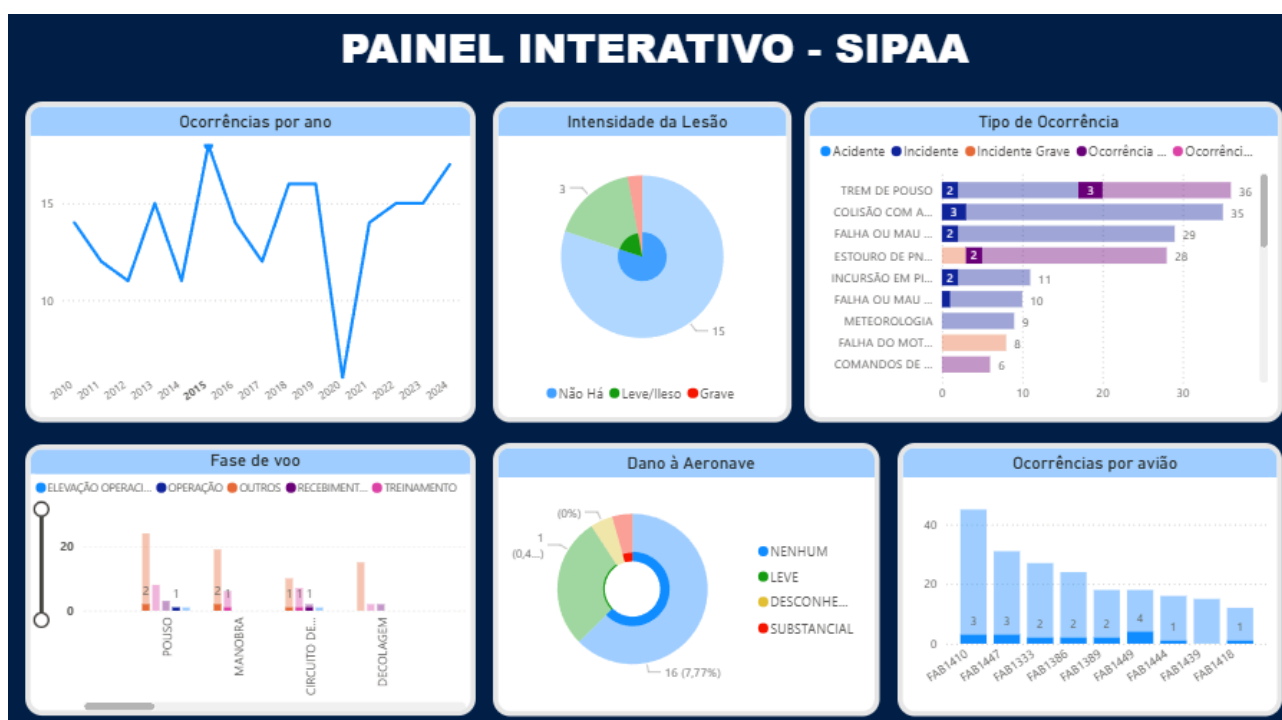 PAINEL INTERATIVO - SIPAA
Ocorrências por ano
15
10
2010 2011 2012 2013 2014 2015 2016 2017 2018 2019 2020 2021 2022 2023 2024
Intensidade da Lesão
3
15
Não Há Leve/Ileso Grave
Tipo de Ocorrência
Acidente Incidente Incidente Grave Ocorrência ... Ocorrênci...
TREM DE POUSO 2 3 36
COLISÃO COM A... 3 35
FALHA OU MAU ... 2 29
ESTOURO DE PN... 2 28
INCURSÃO EM PI... 2 11
FALHA OU MAU ... 10
METEOROLOGIA 9
FALHA DO MOT... 8
COMANDOS DE ... 6
0 10 20 30
Fase de voo
ELEVAÇÃO OPERACI... OPERAÇÃO OUTROS RECEBIMENT... TREINAMENTO
20
0
2 1 2 1 1 1 1
POUSO MANOBRA CIRCUITO DE... DECOLAGEM
Dano à Aeronave
(0%)
1
(0,4...)
16 (7,77%)
NENHUM
LEVE
DESCONHE...
SUBSTANCIAL
Ocorrências por avião
40
20
0
3 3 2 2 2 4 1 1
FAB1410 FAB1447 FAB1333 FAB1386 FAB1389 FAB1449 FAB1444 FAB1439 FAB1418